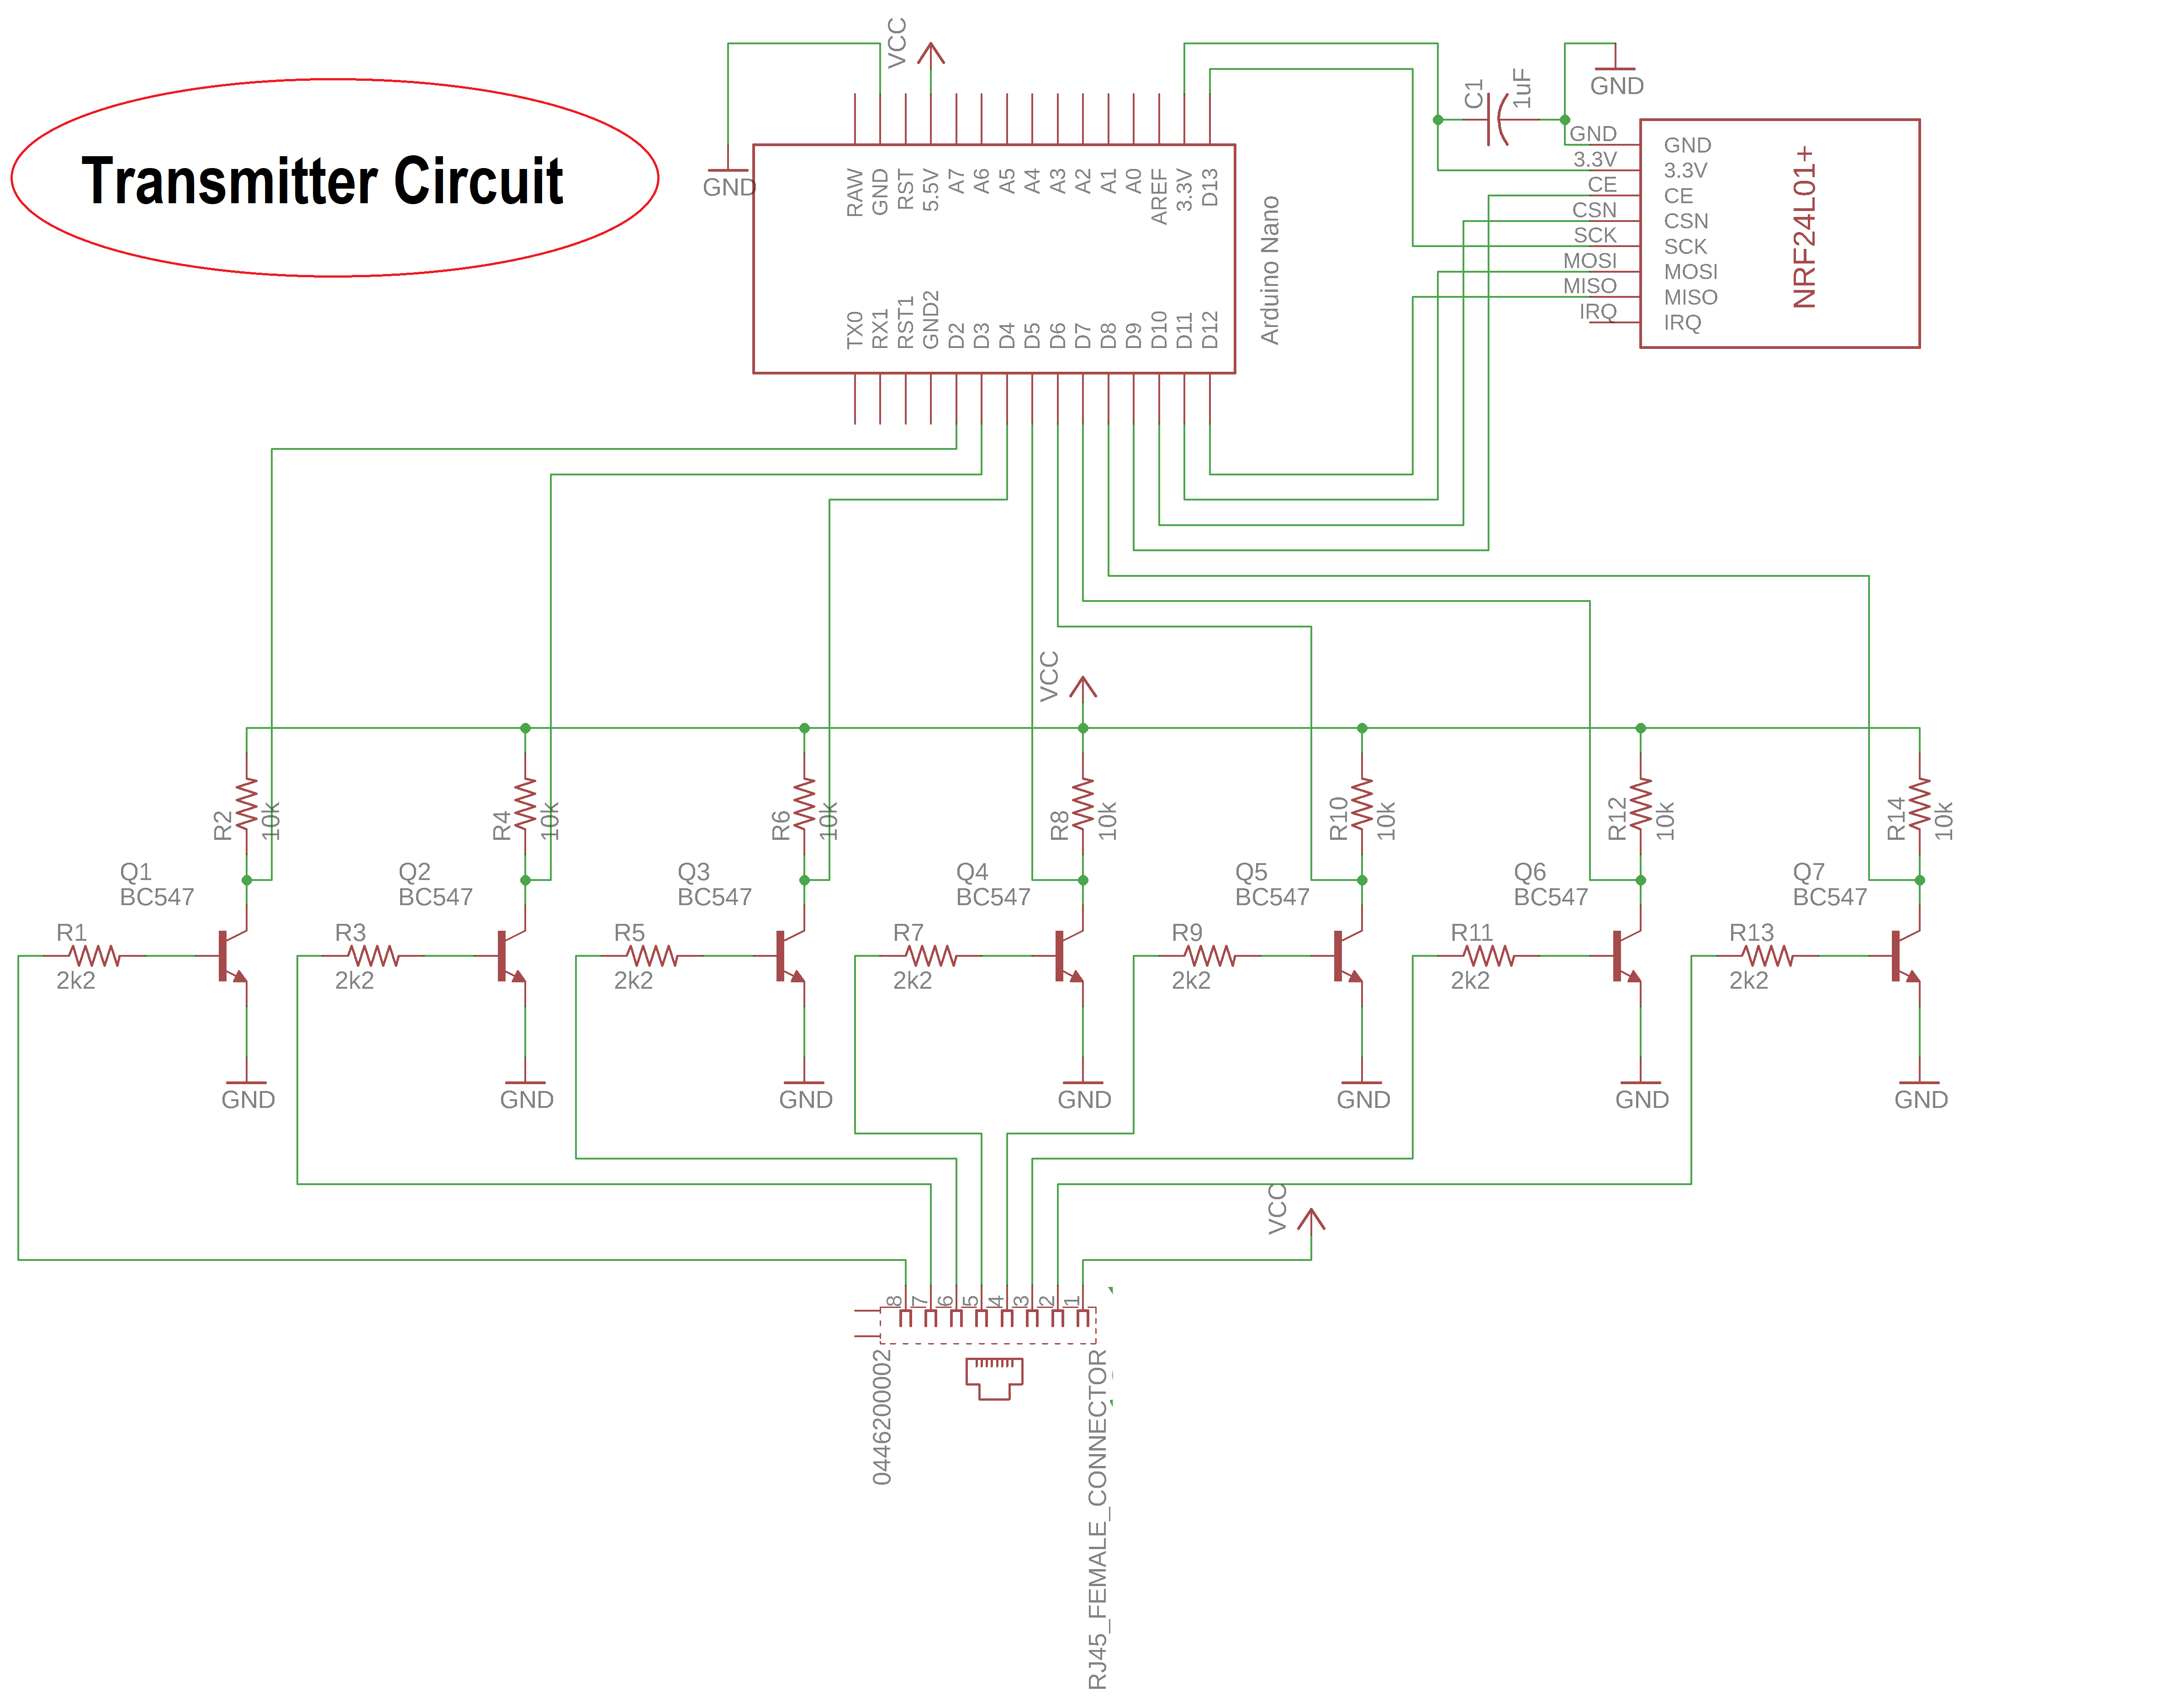 Transmitter Circuit
VCC
GND
C1
1uF
GND
RAW
GND
RST
5.5V
A7
A6
A5
A4
A3
A2
A1
A0
AREF
3.3V
D13
TX0
RX1
RST1
GND2
D2
D3
D4
D5
D6
D7
D8
D9
D10
D11
D12
Arduino Nano
GND
3.3V
CE
CSN
SCK
MOSI
MISO
IRQ
GND
3.3V
CE
CSN
SCK
MOSI
MISO
IRQ
NRF24L01+
VCC
R2
10k
R4
10k
R6
10k
R8
10k
R10
10k
R12
10k
R14
10k
Q1
BC547
Q2
BC547
Q3
BC547
Q4
BC547
Q5
BC547
Q6
BC547
Q7
BC547
R1
2k2
R3
2k2
R5
2k2
R7
2k2
R9
2k2
R11
2k2
R13
2k2
GND
GND
GND
GND
GND
GND
GND
VCC
8
7
6
5
4
3
2
1
0446200002
RJ45_FEMALE_CONNECTOR